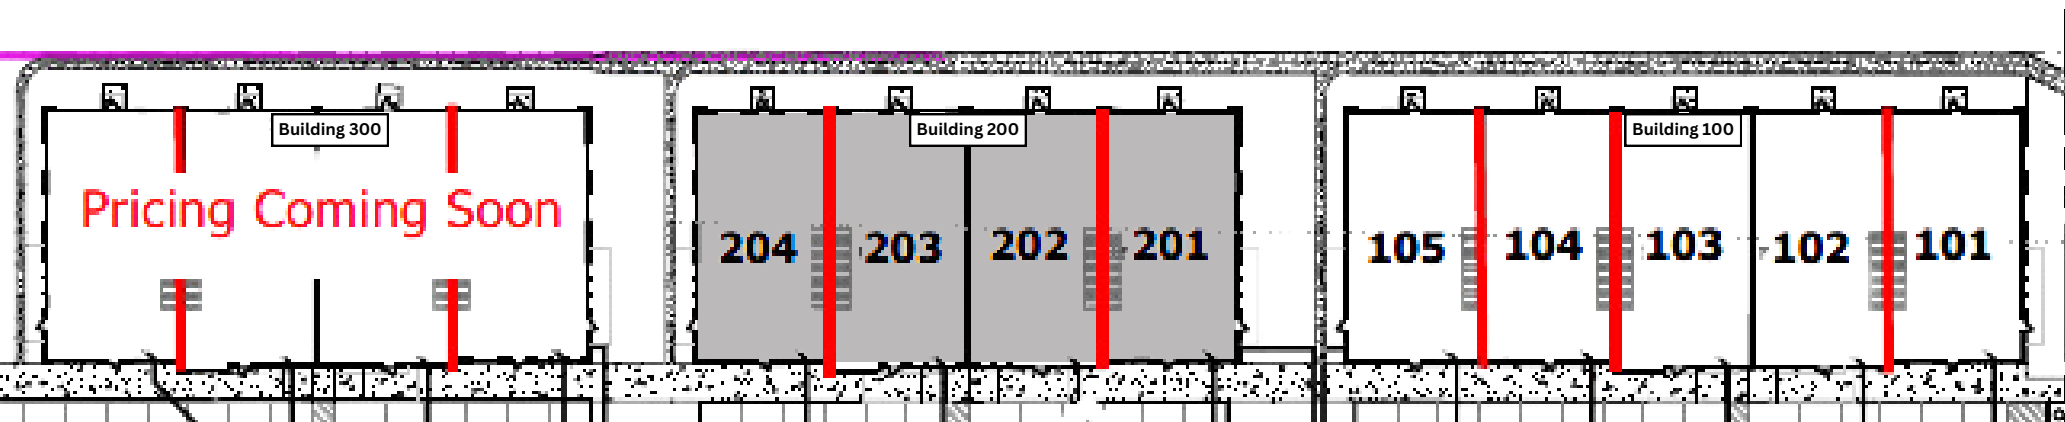 Building 300
Building 200
Building 100
Pricing Coming Soon
204 203 202 201
105 104 103 102 101